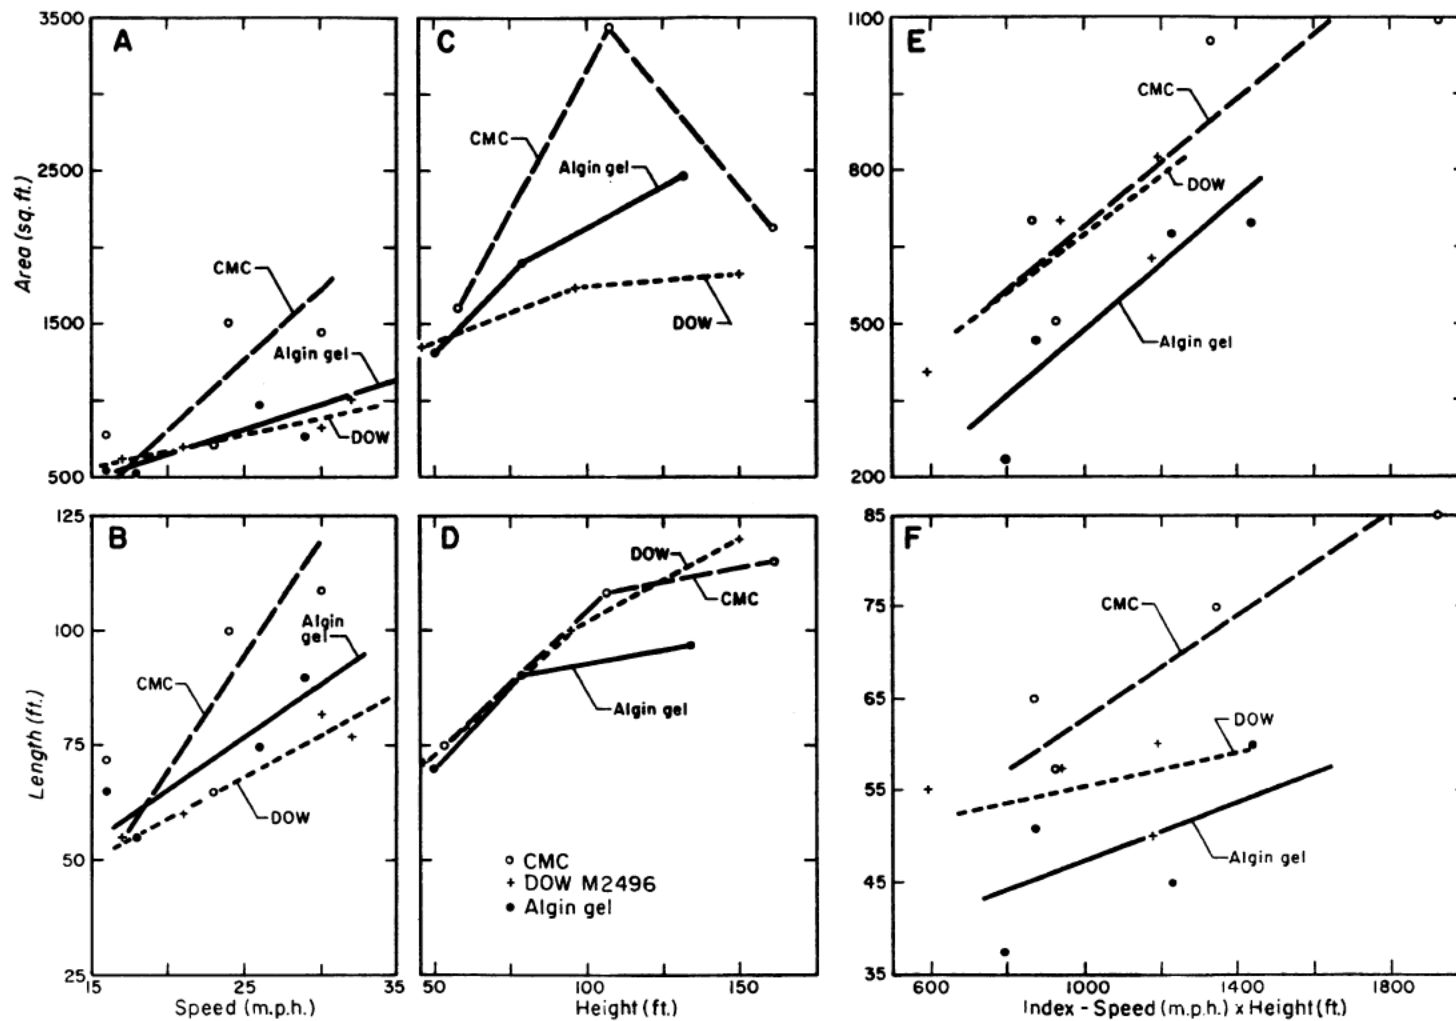 A
C
E
3500
2500
1500
500
Area (sq. ft.)
CMC
Algin gel
DOW
CMC
Algin gel
DOW
1100
800
500
200
CMC
DOW
Algin gel
B
D
F
125
100
75
50
25
Length (ft.)
CMC
Algin
gel
DOW
DOW
CMC
Algin gel
CMC
DOW M2496
Algin gel
85
75
65
55
45
35
CMC
DOW
Algin gel
15 25 35
50 100 150
600 1000 1400 1800
Speed (m.p.h.)
Height (ft.)
Index - Speed (m.p.h.) x Height (ft.)